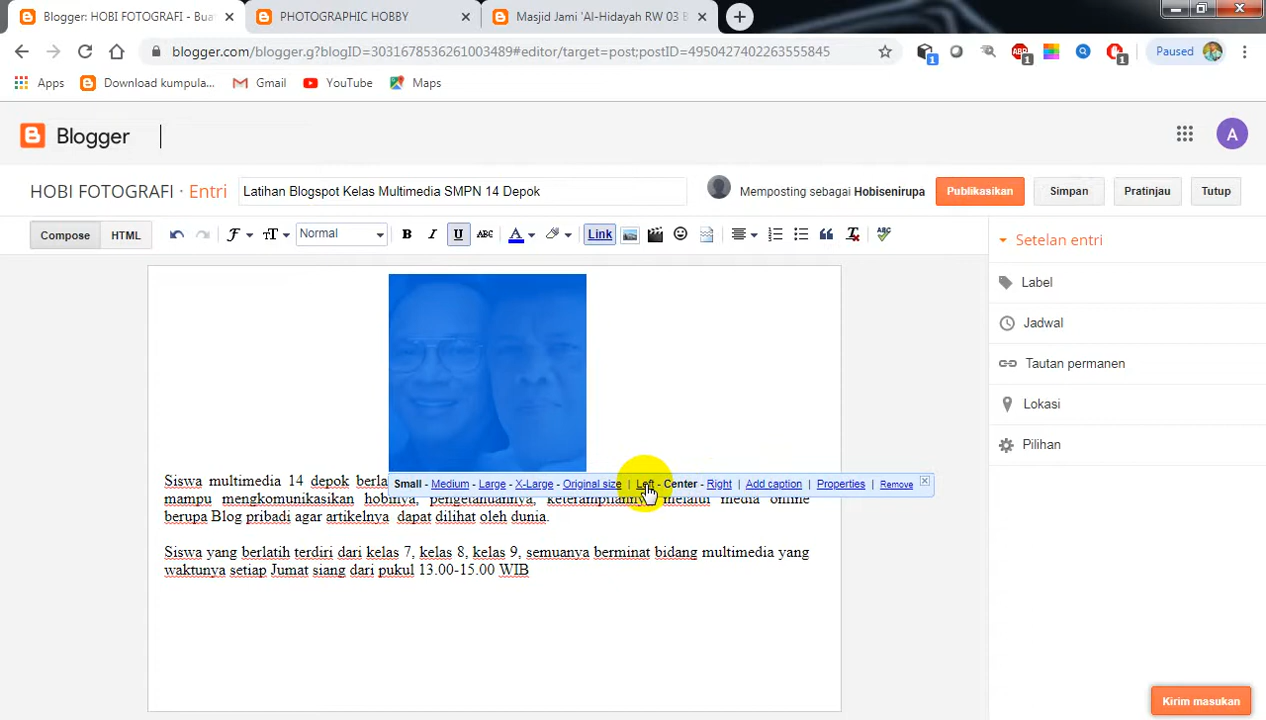 Blogger: HOBI FOTOGRAFI - Bua
PHOTOGRAPHIC HOBBY
Masjid Jami 'Al-Hidayah RW 03 B
blogger.com/blogger.g?blogID=3031678536261003489#editor/target=post;postID=4950427402263555845
1
ABP
1
1
Paused
Apps
Download kumpula...
Gmail
YouTube
Maps
Blogger
A
HOBI FOTOGRAFI · Entri
Latihan Blogspot Kelas Multimedia SMPN 14 Depok
Memposting sebagai Hobisenirupa
Publikasikan
Simpan
Pratinjau
Tutup
Compose
HTML
Normal
B
I
U
ABC
A
Link
Setelan entri
Label
Jadwal
Tautan permanen
Lokasi
Pilihan
Siswa multimedia 14 depok berla
Small - Medium - Large - X-Large - Original size | Left - Center - Right | Add caption | Properties | Remove
mampu mengkomunikasikan hobinya, pengetahuannya, keterampilannya melalui media online
berupa Blog pribadi agar artikelnya dapat dilihat oleh dunia.
Siswa yang berlatih terdiri dari kelas 7, kelas 8, kelas 9, semuanya berminat bidang multimedia yang
waktunya setiap Jumat siang dari pukul 13.00-15.00 WIB
Kirim masukan